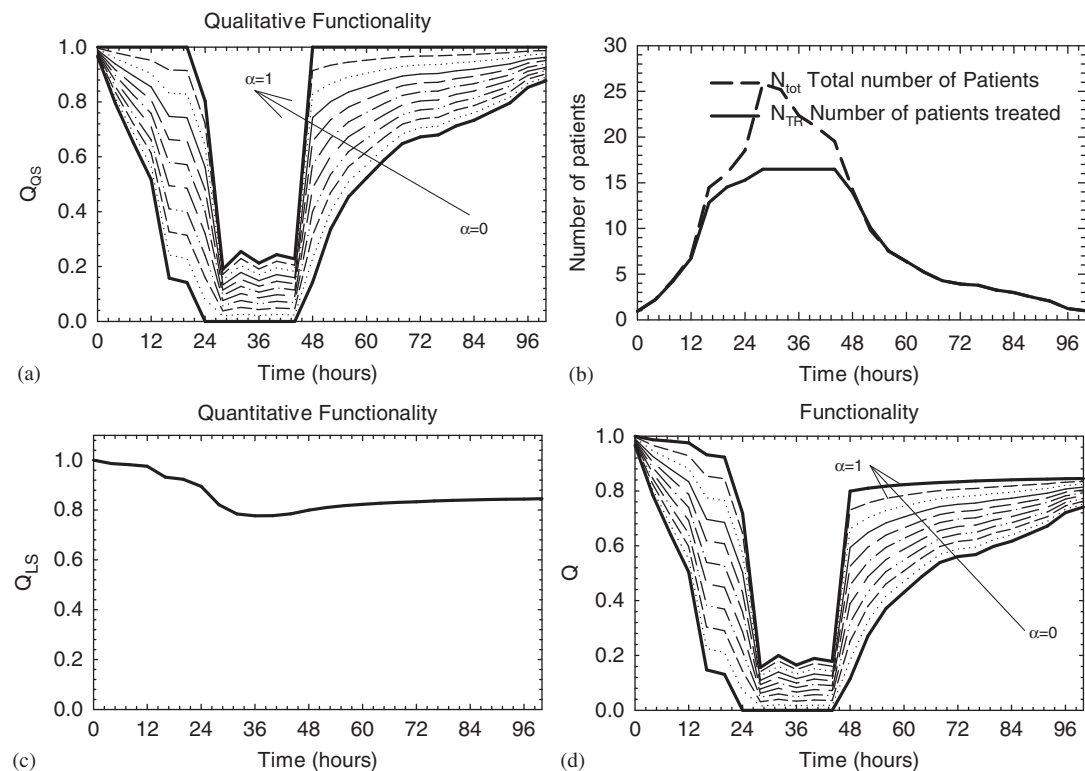 Qualitative Functionality
1.0
0.8
0.6
0.4
0.2
0.0
Q_QS
α=1
α=0
0 12 24 36 48 60 72 84 96
Time (hours)
(a)
30
25
20
15
10
5
0
Number of patients
N_tot Total number of Patients
N_TR Number of patients treated
0 12 24 36 48 60 72 84 96
Time (hours)
(b)
Quantitative Functionality
1.0
0.8
0.6
0.4
0.2
0.0
Q_LS
0 12 24 36 48 60 72 84 96
Time (hours)
(c)
Functionality
1.0
0.8
0.6
0.4
0.2
0.0
Q
α=1
α=0
0 12 24 36 48 60 72 84 96
Time (hours)
(d)